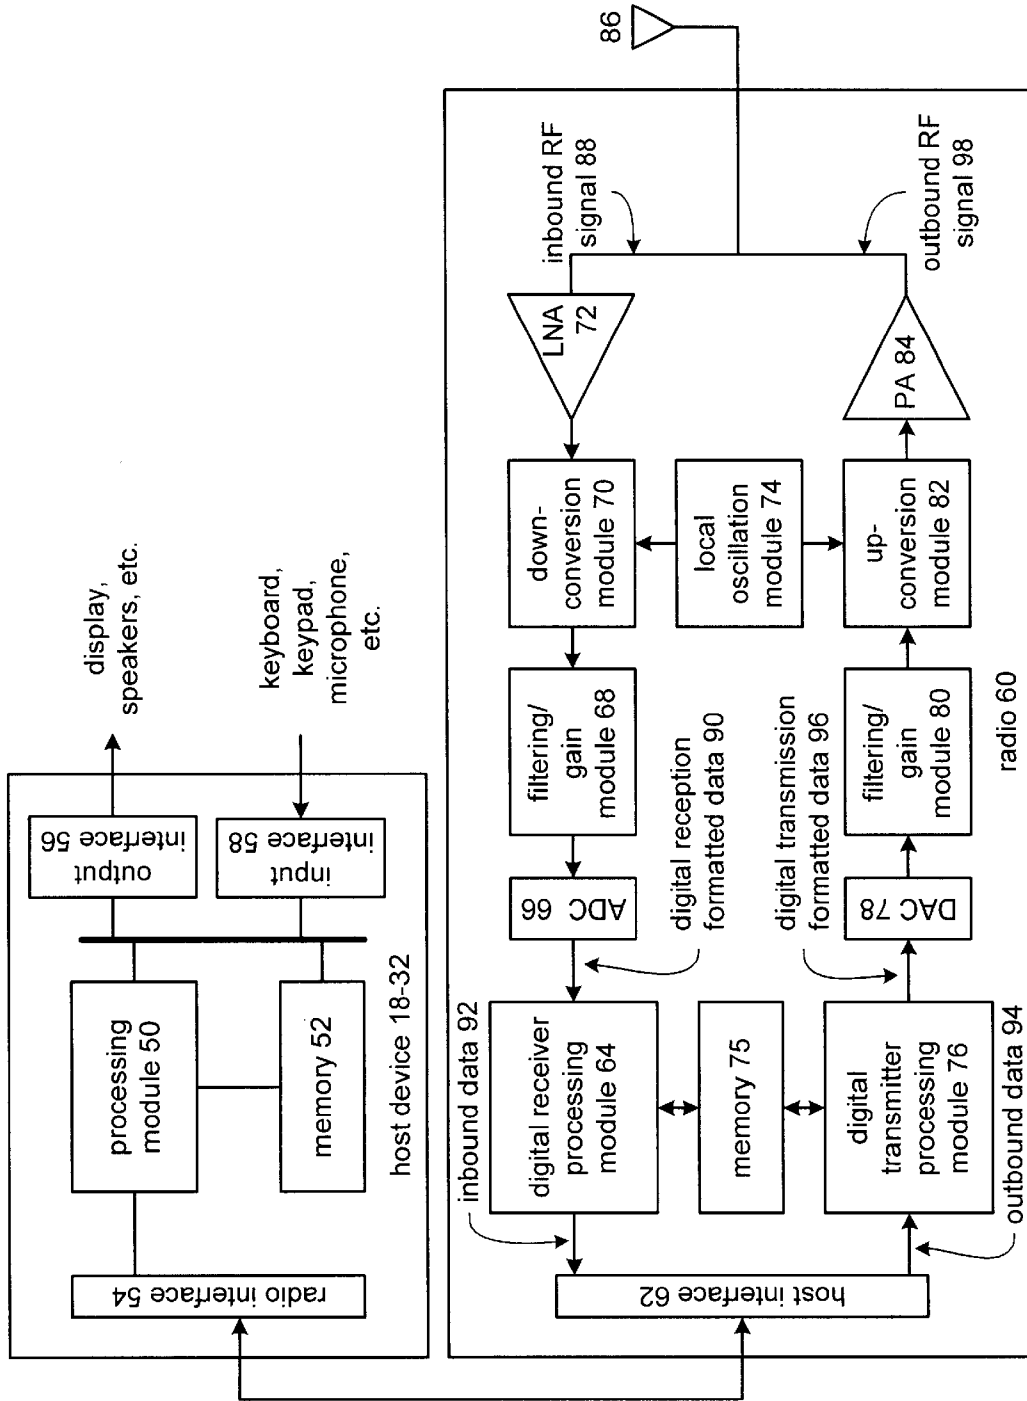 display,
speakers, etc.
keyboard,
keypad,
microphone,
etc.
output
interface 56
input
interface 58
processing
module 50
memory 52
radio interface 54
host device 18-32
86
inbound RF
signal 88
outbound RF
signal 98
LNA
72
PA 84
down-
conversion
module 70
local
oscillation
module 74
up-
conversion
module 82
filtering/
gain
module 68
filtering/
gain
module 80
ADC 66
DAC 78
digital reception
formatted data 90
digital transmission
formatted data 96
digital receiver
processing
module 64
memory 75
digital
transmitter
processing
module 76
inbound data 92
outbound data 94
host interface 62
radio 60